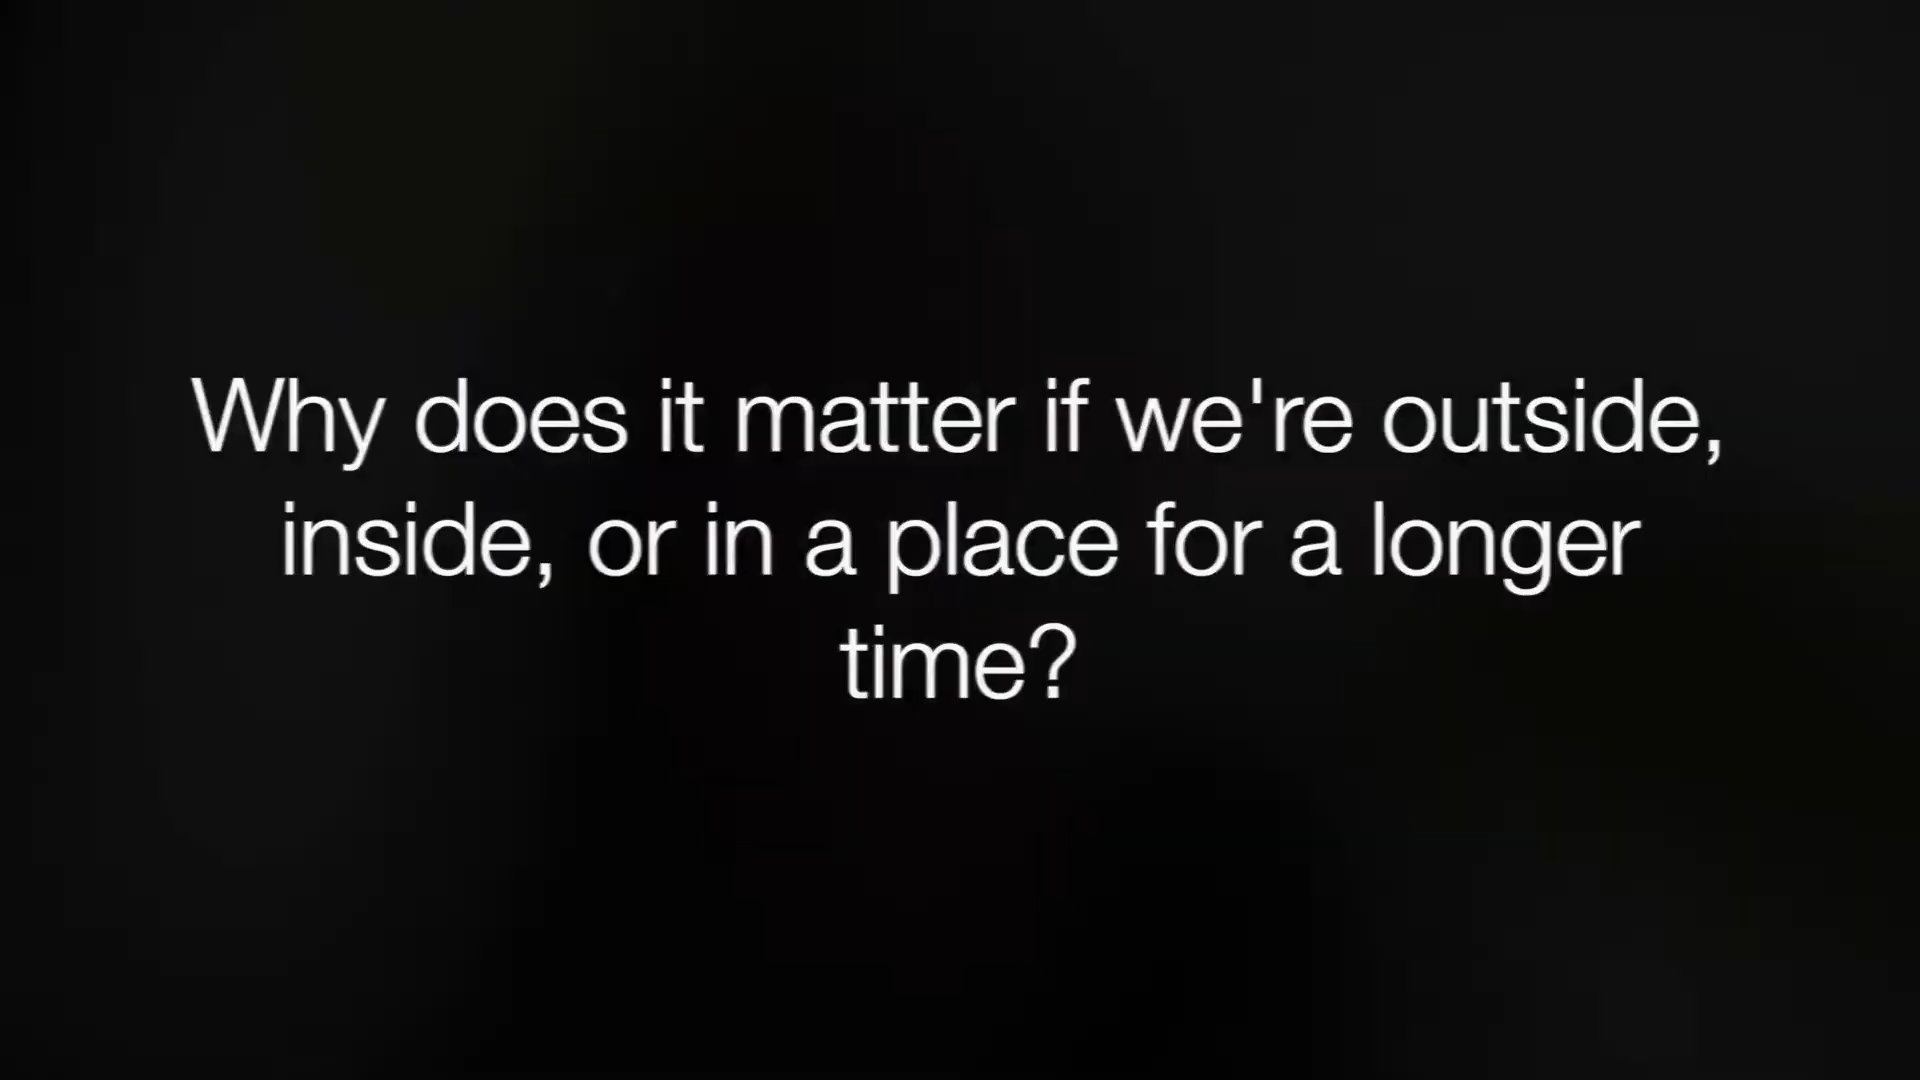 Why does it matter if we're outside,
inside, or in a place for a longer
time?